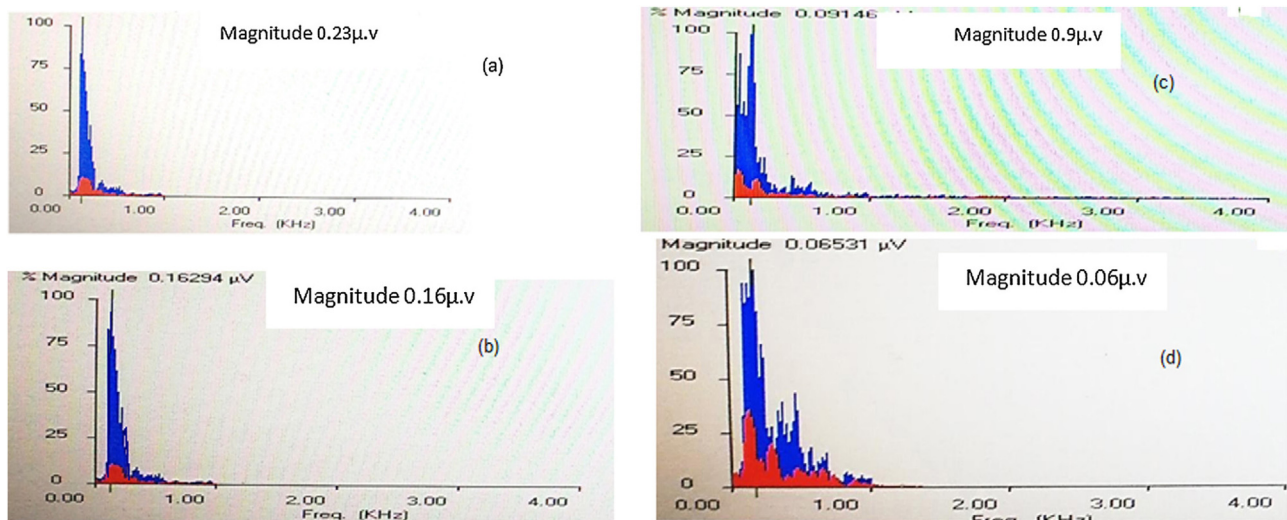 100
Magnitude 0.23µ.v
75
(a)
50
25
0
0.00 1.00 2.00 3.00 4.00
Freq. (KHz)
% Magnitude 0.16294 µV
100
Magnitude 0.16µ.v
75
(b)
50
25
0
0.00 1.00 2.00 3.00 4.00
Freq. (KHz)
% Magnitude 0.09146
100
Magnitude 0.9µ.v
75
(c)
50
25
0
0.00 1.00 2.00 3.00 4.00
Freq. (KHz)
Magnitude 0.06531 µV
100
Magnitude 0.06µ.v
75
(d)
50
25
0
0.00 1.00 2.00 3.00 4.00
Freq. (KHz)